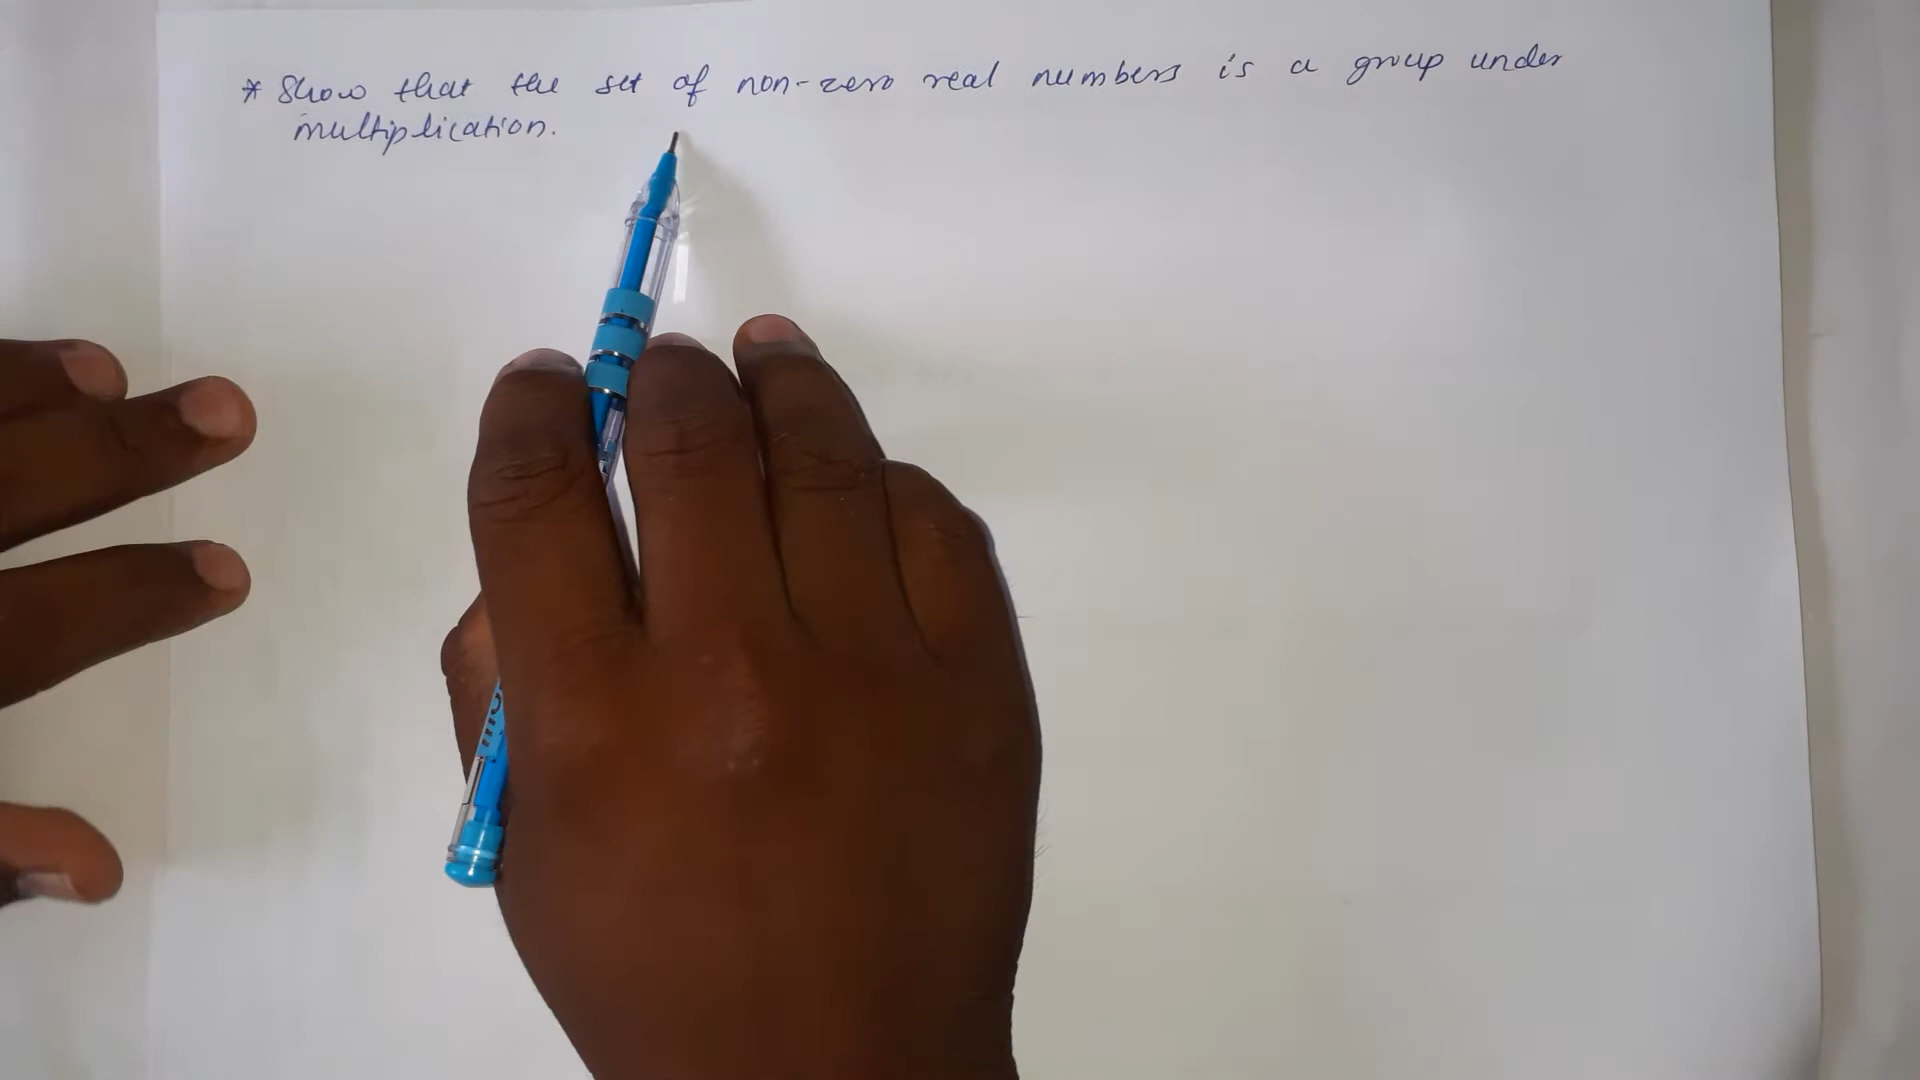 * Show that the set of non-zero real numbers is a group under
multiplication.